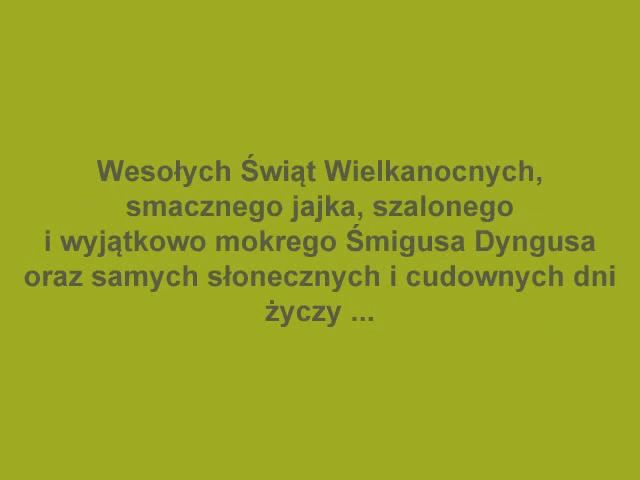 Wesołych Świąt Wielkanocnych,
smacznego jajka, szalonego
i wyjątkowo mokrego Śmigusa Dyngusa
oraz samych słonecznych i cudownych dni
życzy ...